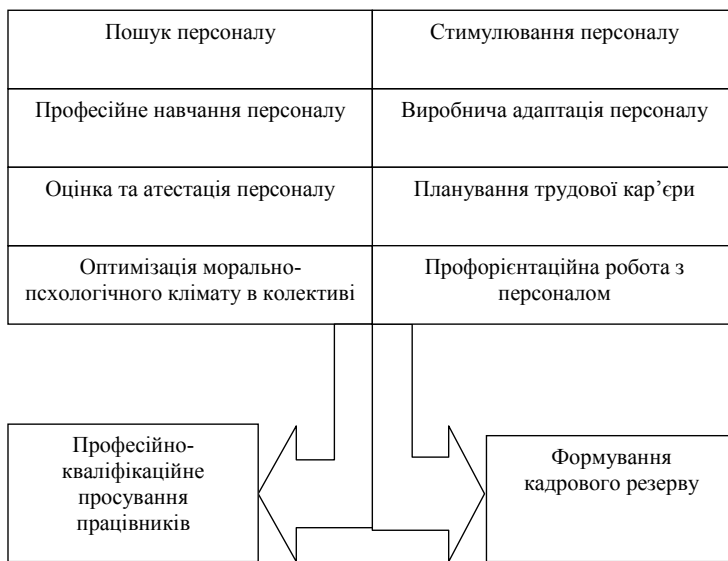 Пошук персоналу
Стимулювання персоналу
Професійне навчання персоналу
Виробнича адаптація персоналу
Оцінка та атестація персоналу
Планування трудової кар’єри
Оптимізація морально-
псхологічного клімату в колективі
Профорієнтаційна робота з
персоналом
Професійно-
кваліфікаційне
просування
працівників
Формування
кадрового резерву